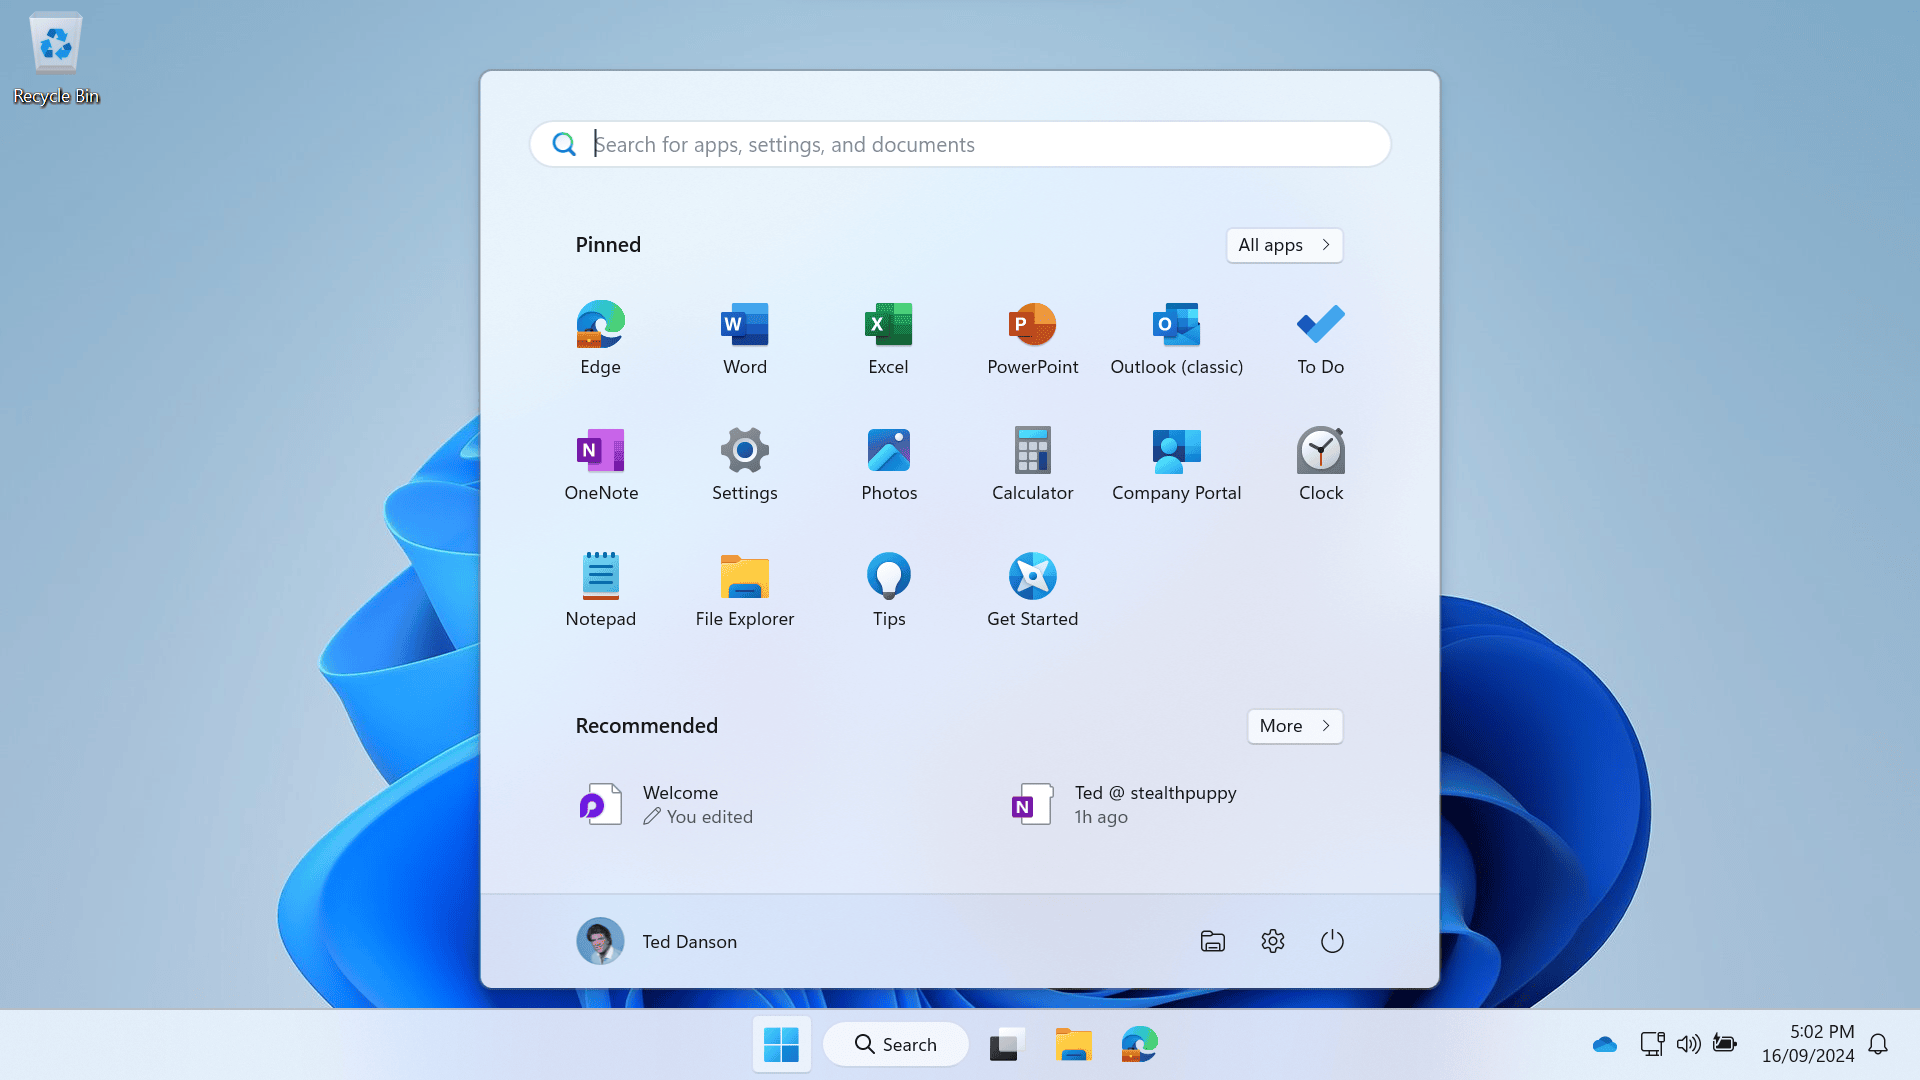 Recycle Bin
Search for apps, settings, and documents
Pinned
All apps
Edge
Word
Excel
PowerPoint
Outlook (classic)
To Do
OneNote
Settings
Photos
Calculator
Company Portal
Clock
Notepad
File Explorer
Tips
Get Started
Recommended
More
Welcome
You edited
Ted @ stealthpuppy
1h ago
Ted Danson
Search
5:02 PM
16/09/2024